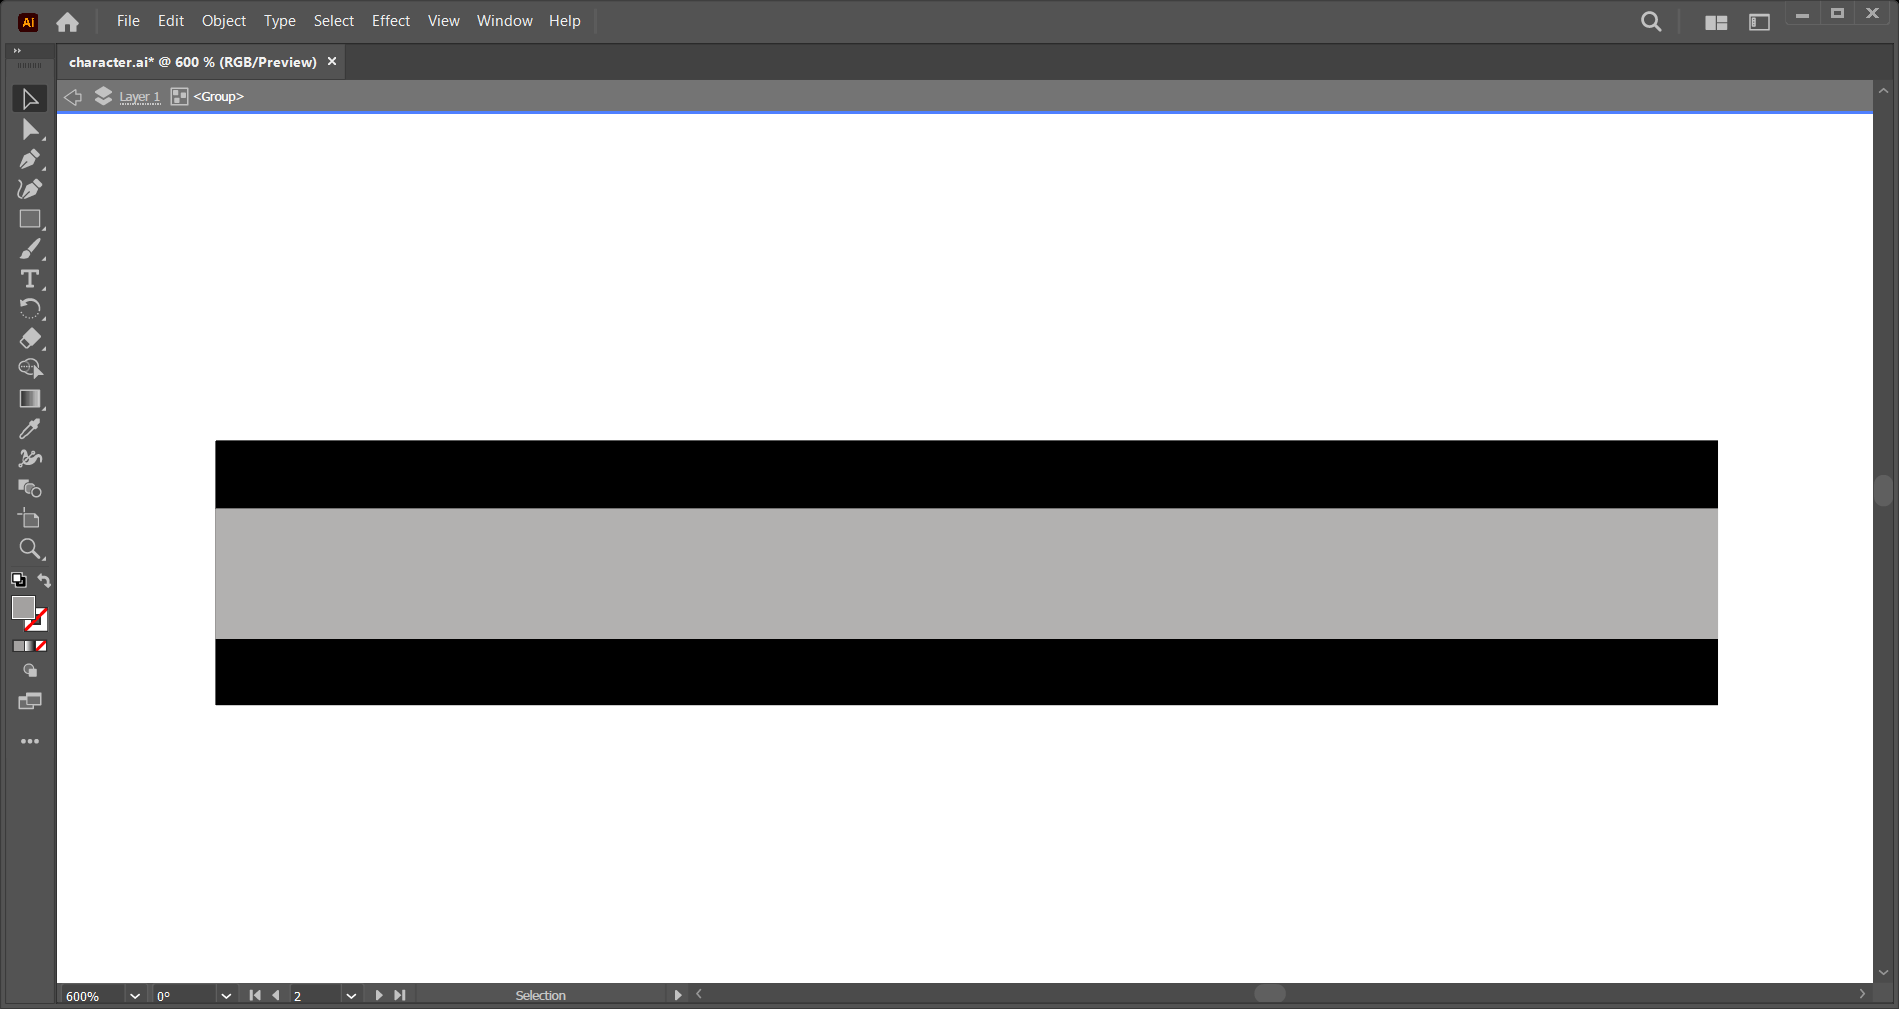 Ai File Edit Object Type Select Effect View Window Help
character.ai* @ 600 % (RGB/Preview) ×
Layer 1 <Group>
T
600% 0° 2 Selection